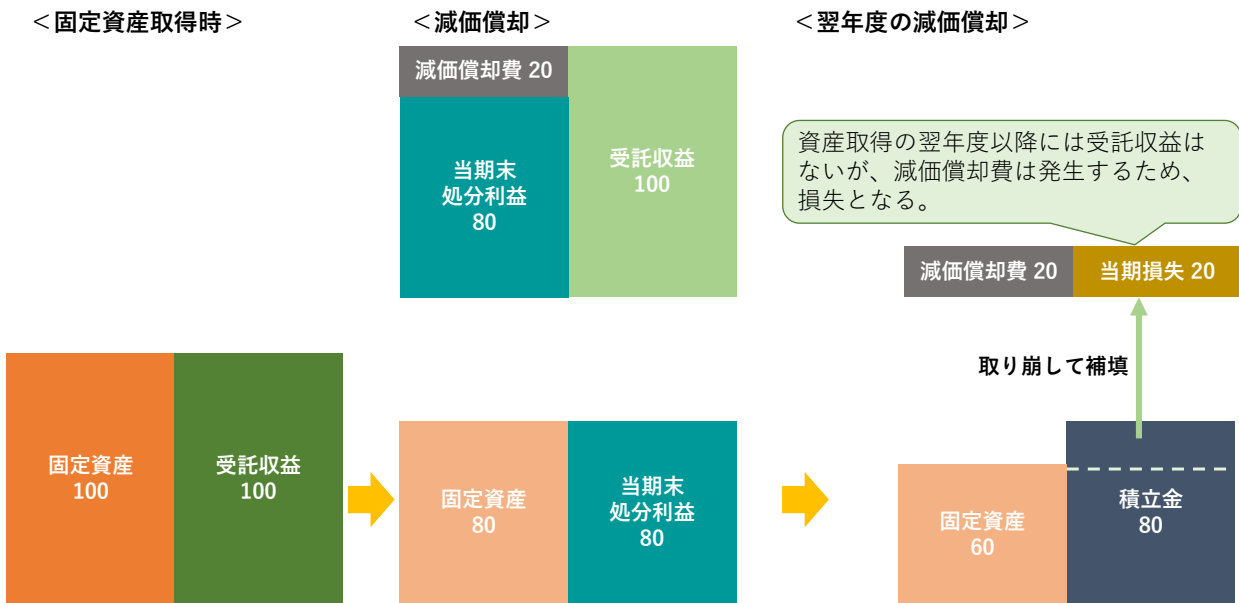 ＜固定資産取得時＞
＜減価償却＞
＜翌年度の減価償却＞
減価償却費 20
当期末
処分利益
80
受託収益
100
資産取得の翌年度以降には受託収益は
ないが、減価償却費は発生するため、
損失となる。
減価償却費 20
当期損失 20
取り崩して補填
固定資産
100
受託収益
100
固定資産
80
当期末
処分利益
80
固定資産
60
積立金
80